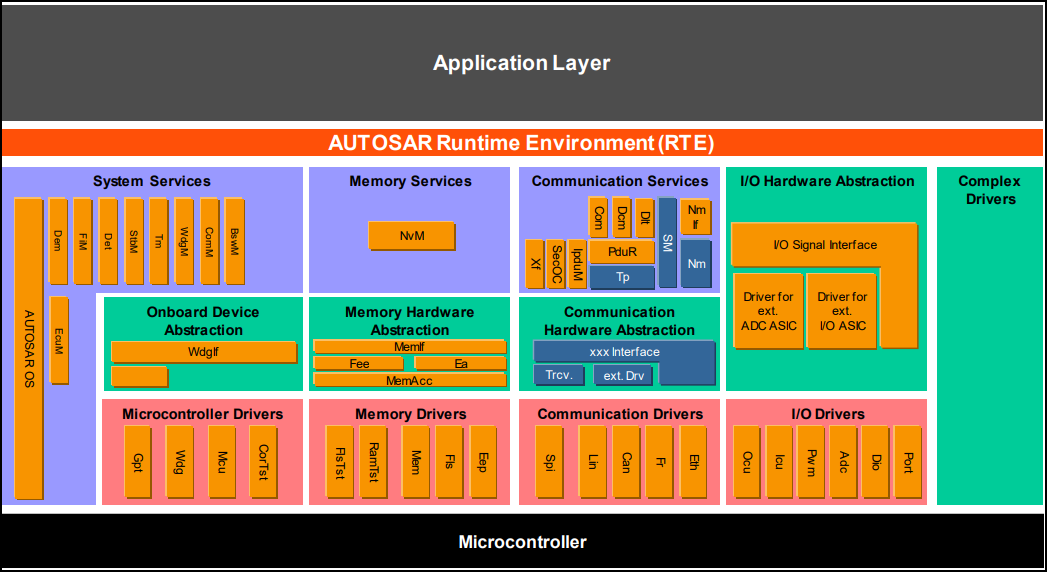 Application Layer
AUTOSAR Runtime Environment (RTE)
System Services
AUTOSAR OS
Dem
FiM
Det
StbM
Tm
WdgM
ComM
BswM
EcuM
Memory Services
NvM
Communication Services
Com
Dcm
Dlt
SM
Nm
If
Xf
SecOC
IpduM
PduR
Tp
Nm
I/O Hardware Abstraction
I/O Signal Interface
Driver for
ext.
ADC ASIC
Driver for
ext.
I/O ASIC
Complex
Drivers
Onboard Device
Abstraction
WdgIf
Memory Hardware
Abstraction
MemIf
Fee
Ea
MemAcc
Communication
Hardware Abstraction
xxx Interface
Trcv.
ext. Drv
Microcontroller Drivers
Gpt
Wdg
Mcu
CorTst
Memory Drivers
FlsTst
RamTst
Mem
Fls
Eep
Communication Drivers
Spi
Lin
Can
Fr
Eth
I/O Drivers
Ocu
Icu
Pwm
Adc
Dio
Port
Microcontroller